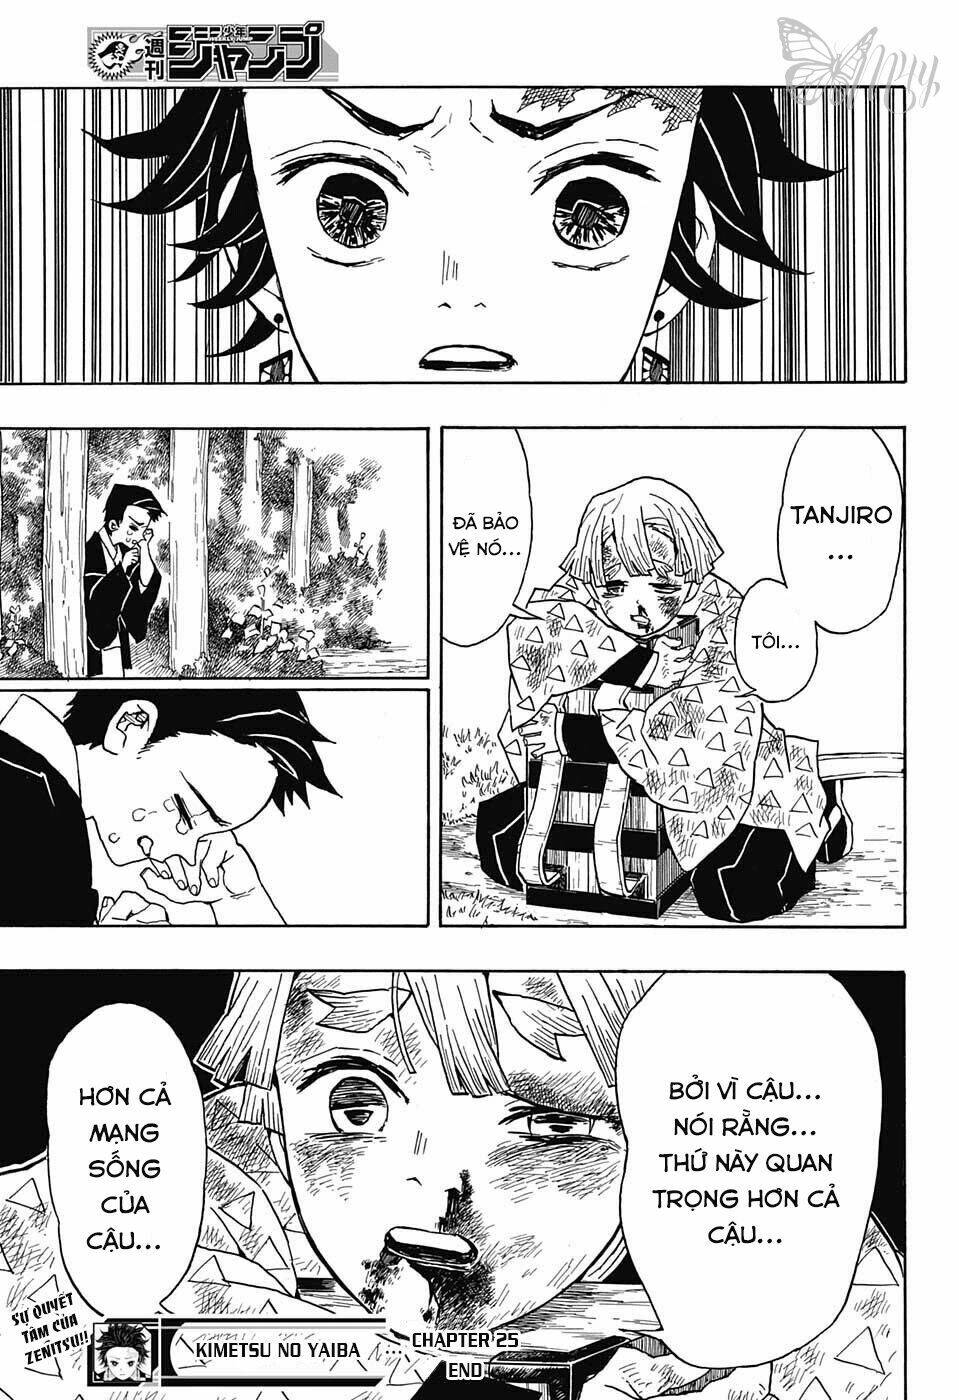 週刊
少年
WEEKLY JUMP
ジャンプ
TANJIRO
...
TÔI...
ĐÃ BẢO
VỆ NÓ...
BỞI VÌ CẬU...
NÓI RẰNG...
THỨ NÀY QUAN
TRỌNG HƠN CẢ
CẬU...
HƠN CẢ
MẠNG
SỐNG
CỦA
CẬU...
SỰ QUYẾT
TÂM CỦA
ZENITSU!!
KIMETSU NO YAIBA .... CHAPTER 25
END